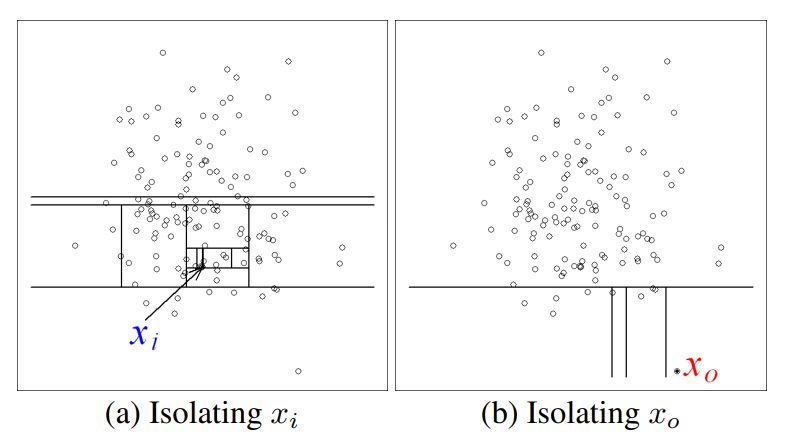 x_i
x_o
(a) Isolating x_i
(b) Isolating x_o